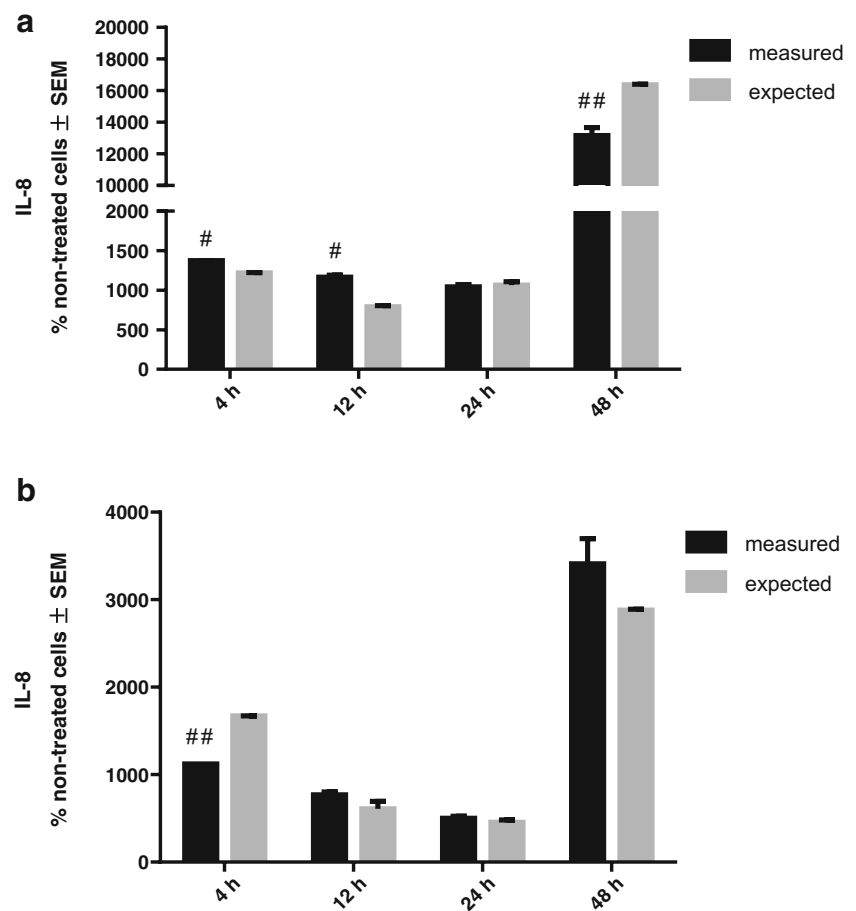 a
IL-8
% non-treated cells ± SEM
20000
18000
16000
14000
12000
10000
2000
1500
1000
500
0
#
#
##
4 h
12 h
24 h
48 h
measured
expected
b
IL-8
% non-treated cells ± SEM
4000
3000
2000
1000
0
##
4 h
12 h
24 h
48 h
measured
expected